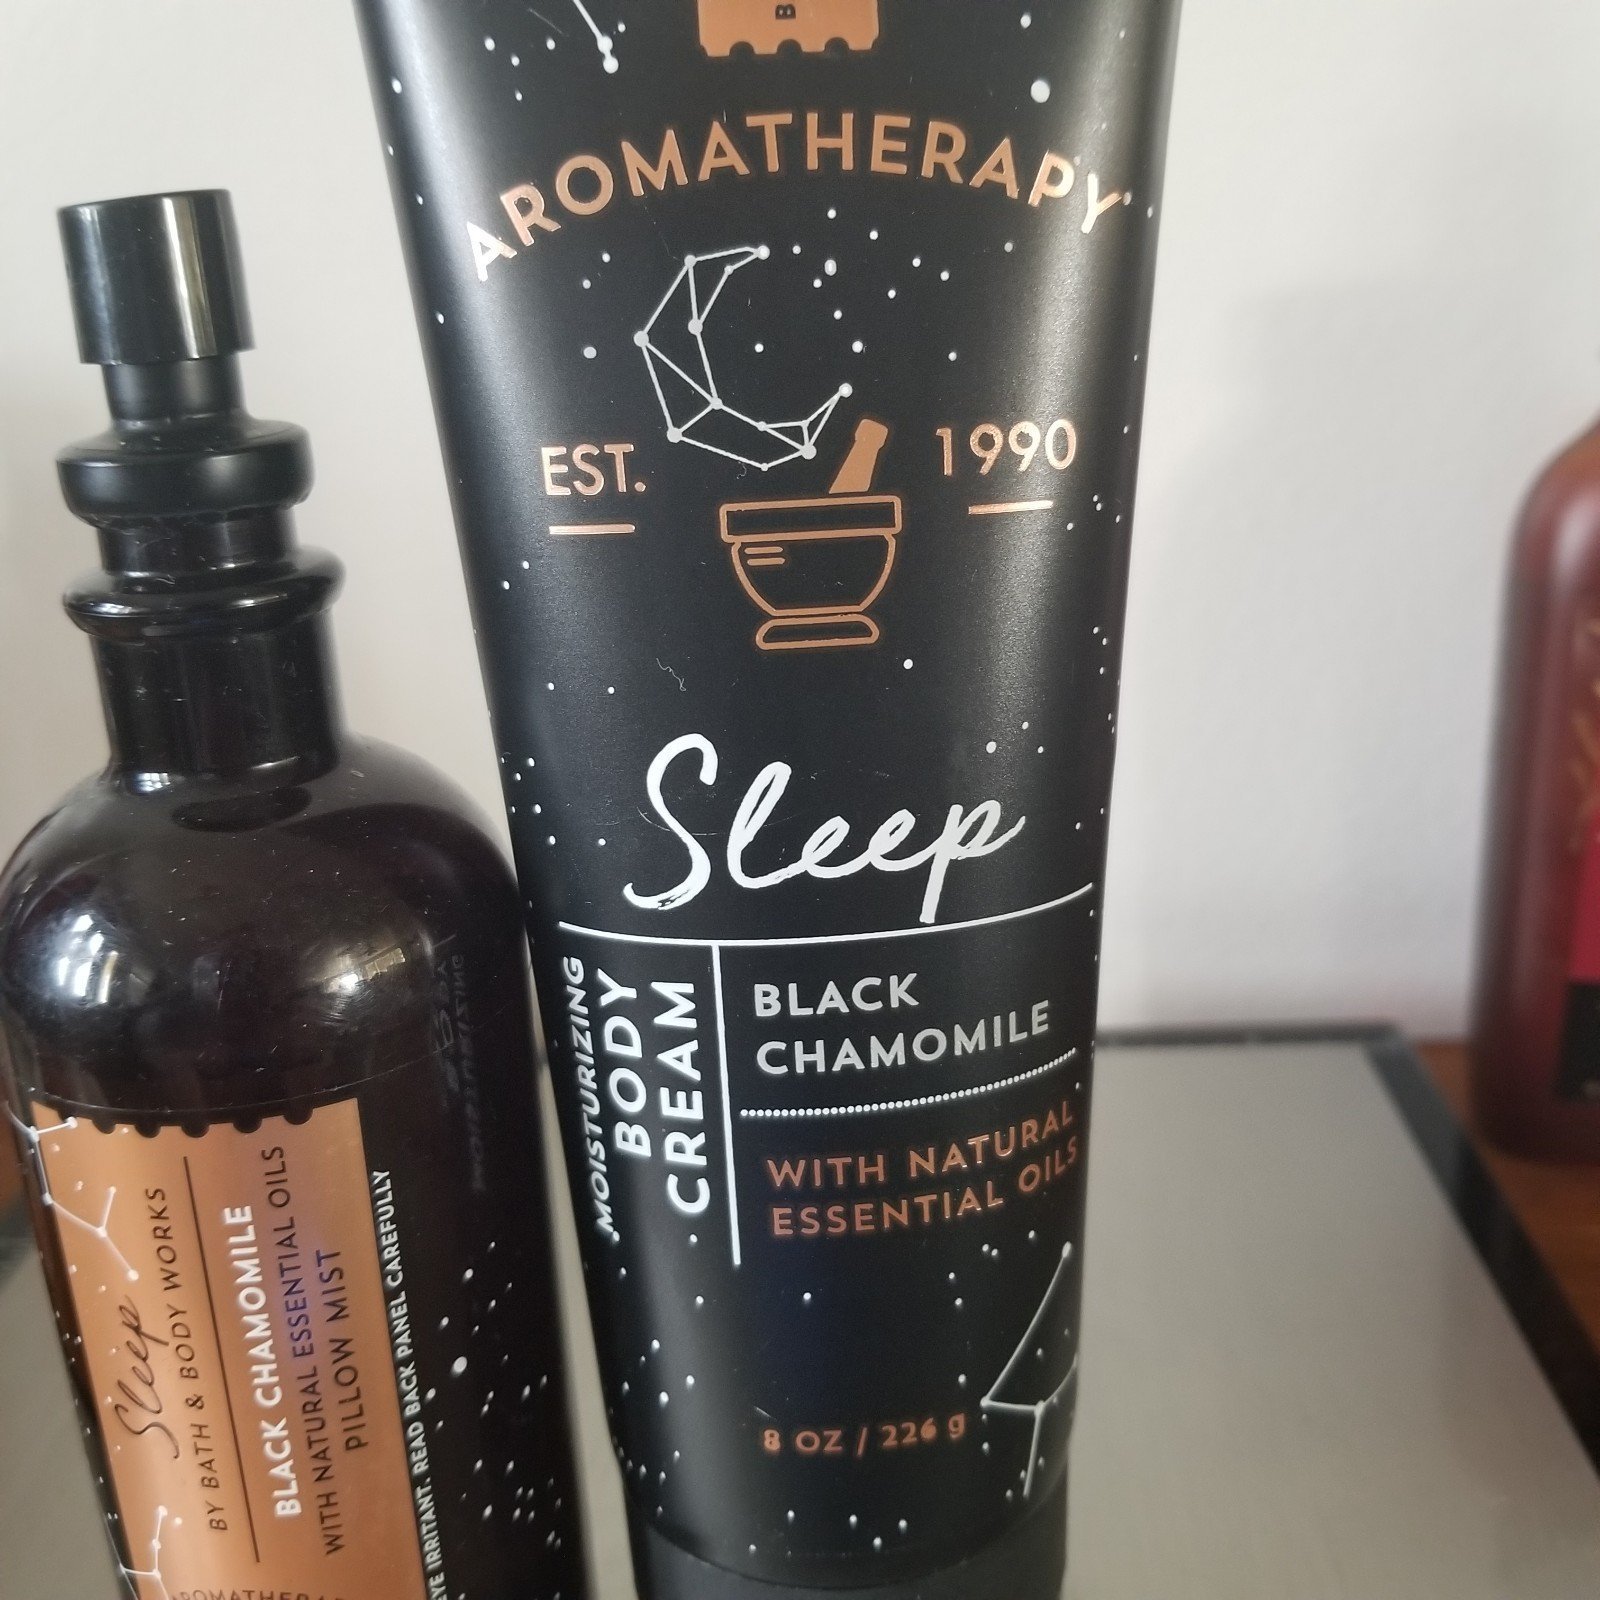 B
AROMATHERAPY
EST. 1990
Sleep
MOISTURIZING
BODY
CREAM
BLACK
CHAMOMILE
WITH NATURAL
ESSENTIAL OILS
8 OZ / 226 g
Sleep
BY BATH & BODY WORKS
BLACK CHAMOMILE
WITH NATURAL ESSENTIAL OILS
PILLOW MIST
EYE IRRITANT. READ BACK PANEL CAREFULLY